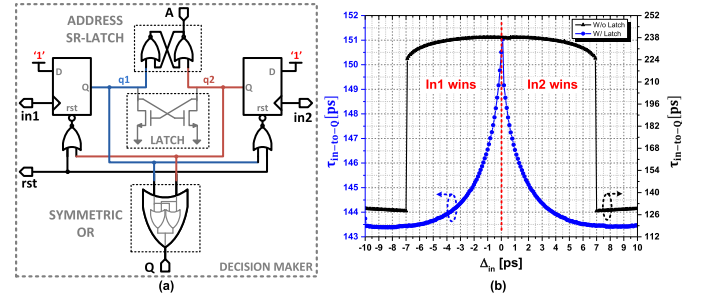 ADDRESS
SR-LATCH
A
'1'
'1'
D
D
Q
Q
q1
q2
in1
in2
rst
rst
LATCH
rst
SYMMETRIC
OR
Q
DECISION MAKER
(a)
W/o Latch
W/ Latch
In1 wins
In2 wins
τin-to-Q [ps]
τin-to-Q [ps]
152
151
150
149
148
147
146
145
144
143
252
238
224
210
196
182
168
154
140
126
112
-10 -9 -8 -7 -6 -5 -4 -3 -2 -1 0 1 2 3 4 5 6 7 8 9 10
Δin [ps]
(b)